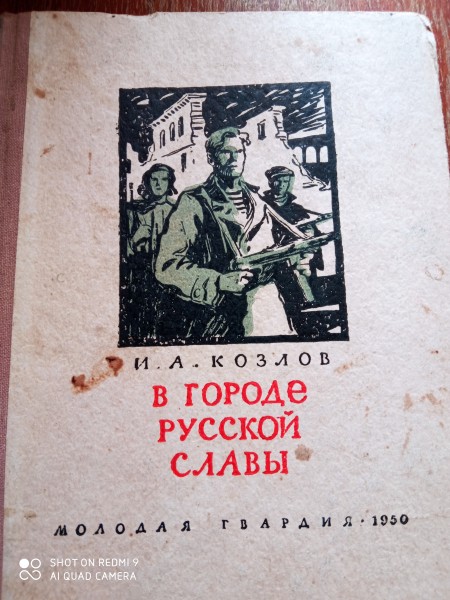 И. А. КОЗЛОВ
В ГОРОДЕ
РУССКОЙ
СЛАВЫ
МОЛОДАЯ ГВАРДИЯ · 1950
SHOT ON REDMI 9
AI QUAD CAMERA